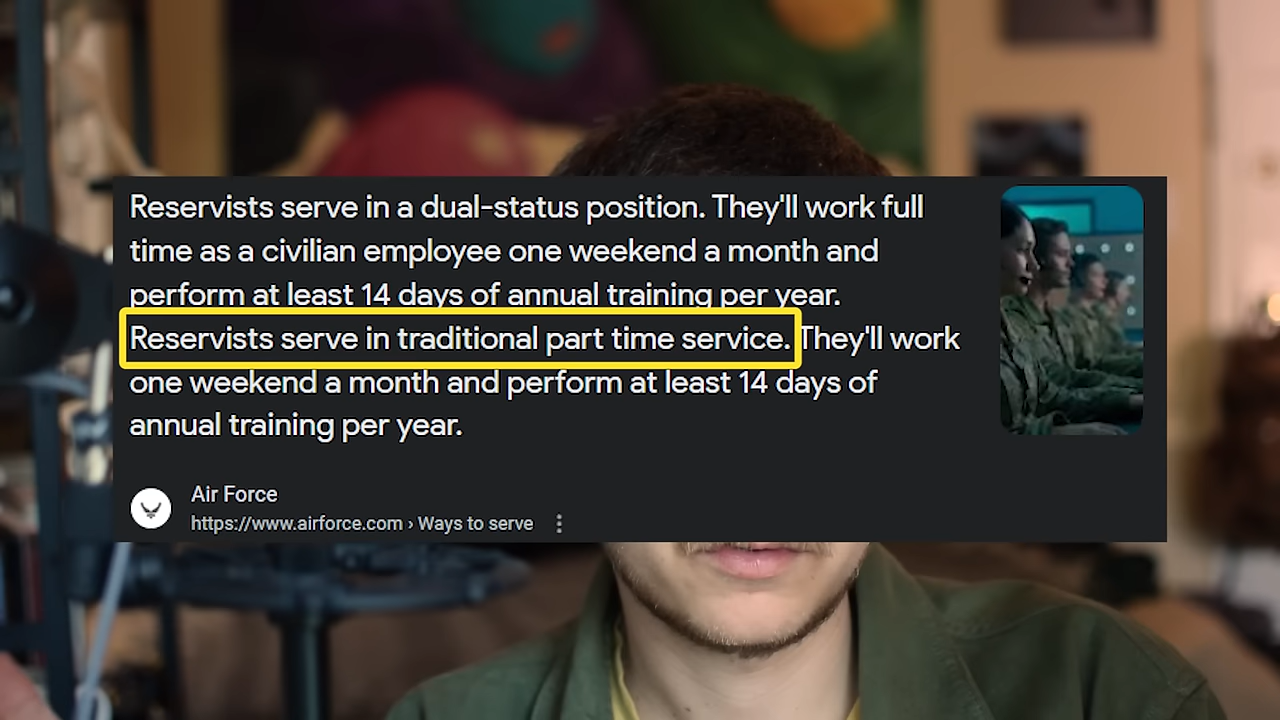 Reservists serve in a dual-status position. They'll work full
time as a civilian employee one weekend a month and
perform at least 14 days of annual training per year.
Reservists serve in traditional part time service. They'll work
one weekend a month and perform at least 14 days of
annual training per year.
Air Force
https://www.airforce.com › Ways to serve